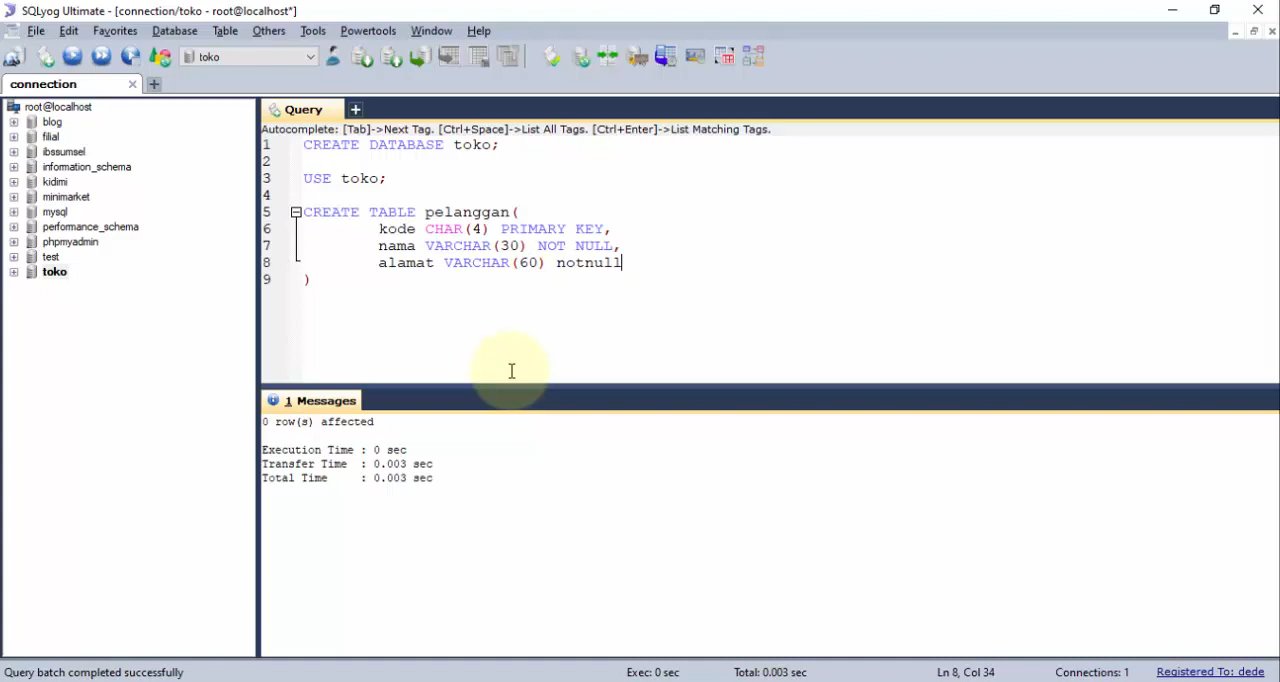 SQLyog Ultimate - [connection/toko - root@localhost*]
File Edit Favorites Database Table Others Tools Powertools Window Help
toko
connection
root@localhost
blog
filial
ibssumsel
information_schema
kidimi
minimarket
mysql
performance_schema
phpmyadmin
test
toko
Query
Autocomplete: [Tab]->Next Tag. [Ctrl+Space]->List All Tags. [Ctrl+Enter]->List Matching Tags.
1 CREATE DATABASE toko;
2
3 USE toko;
4
5 CREATE TABLE pelanggan(
6 kode CHAR(4) PRIMARY KEY,
7 nama VARCHAR(30) NOT NULL,
8 alamat VARCHAR(60) notnull
9 )
1 Messages
0 row(s) affected
Execution Time : 0 sec
Transfer Time : 0.003 sec
Total Time : 0.003 sec
Query batch completed successfully Exec: 0 sec Total: 0.003 sec Ln 8, Col 34 Connections: 1 Registered To: dede